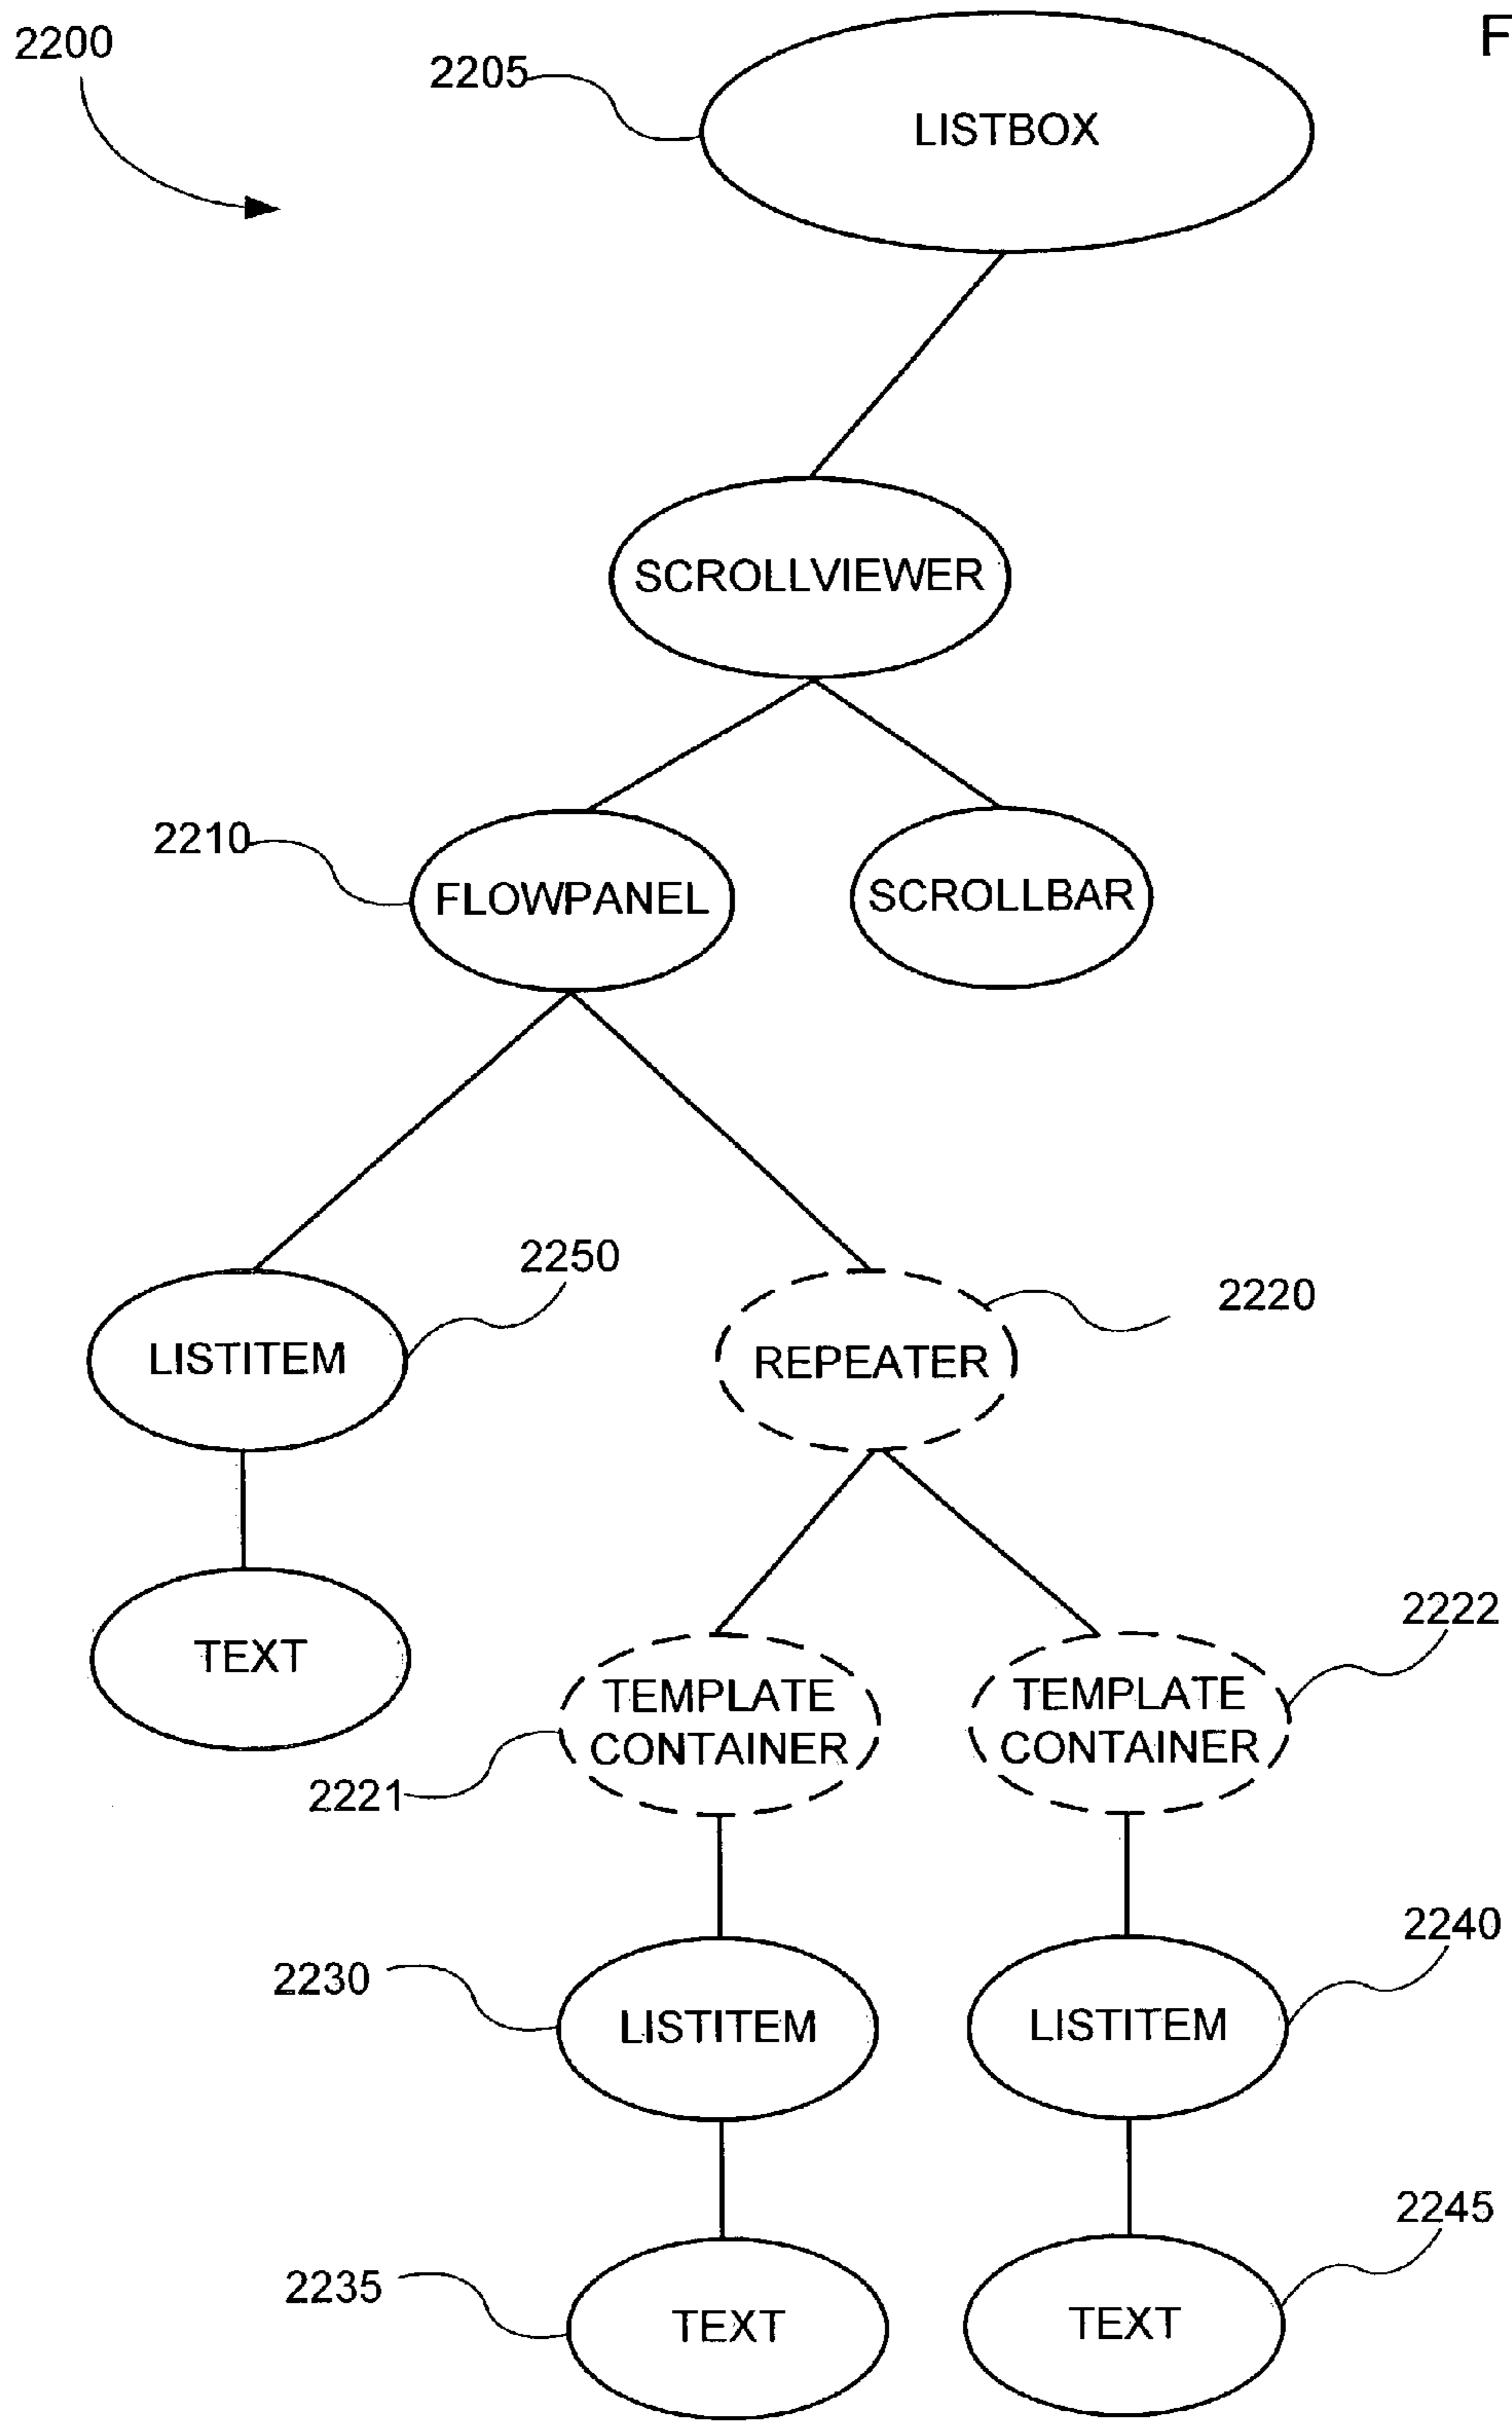 2200
2205
F
LISTBOX
SCROLLVIEWER
2210
FLOWPANEL
SCROLLBAR
2250
2220
LISTITEM
REPEATER
TEXT
2222
TEMPLATE
CONTAINER
TEMPLATE
CONTAINER
2221
2240
2230
LISTITEM
LISTITEM
2245
2235
TEXT
TEXT